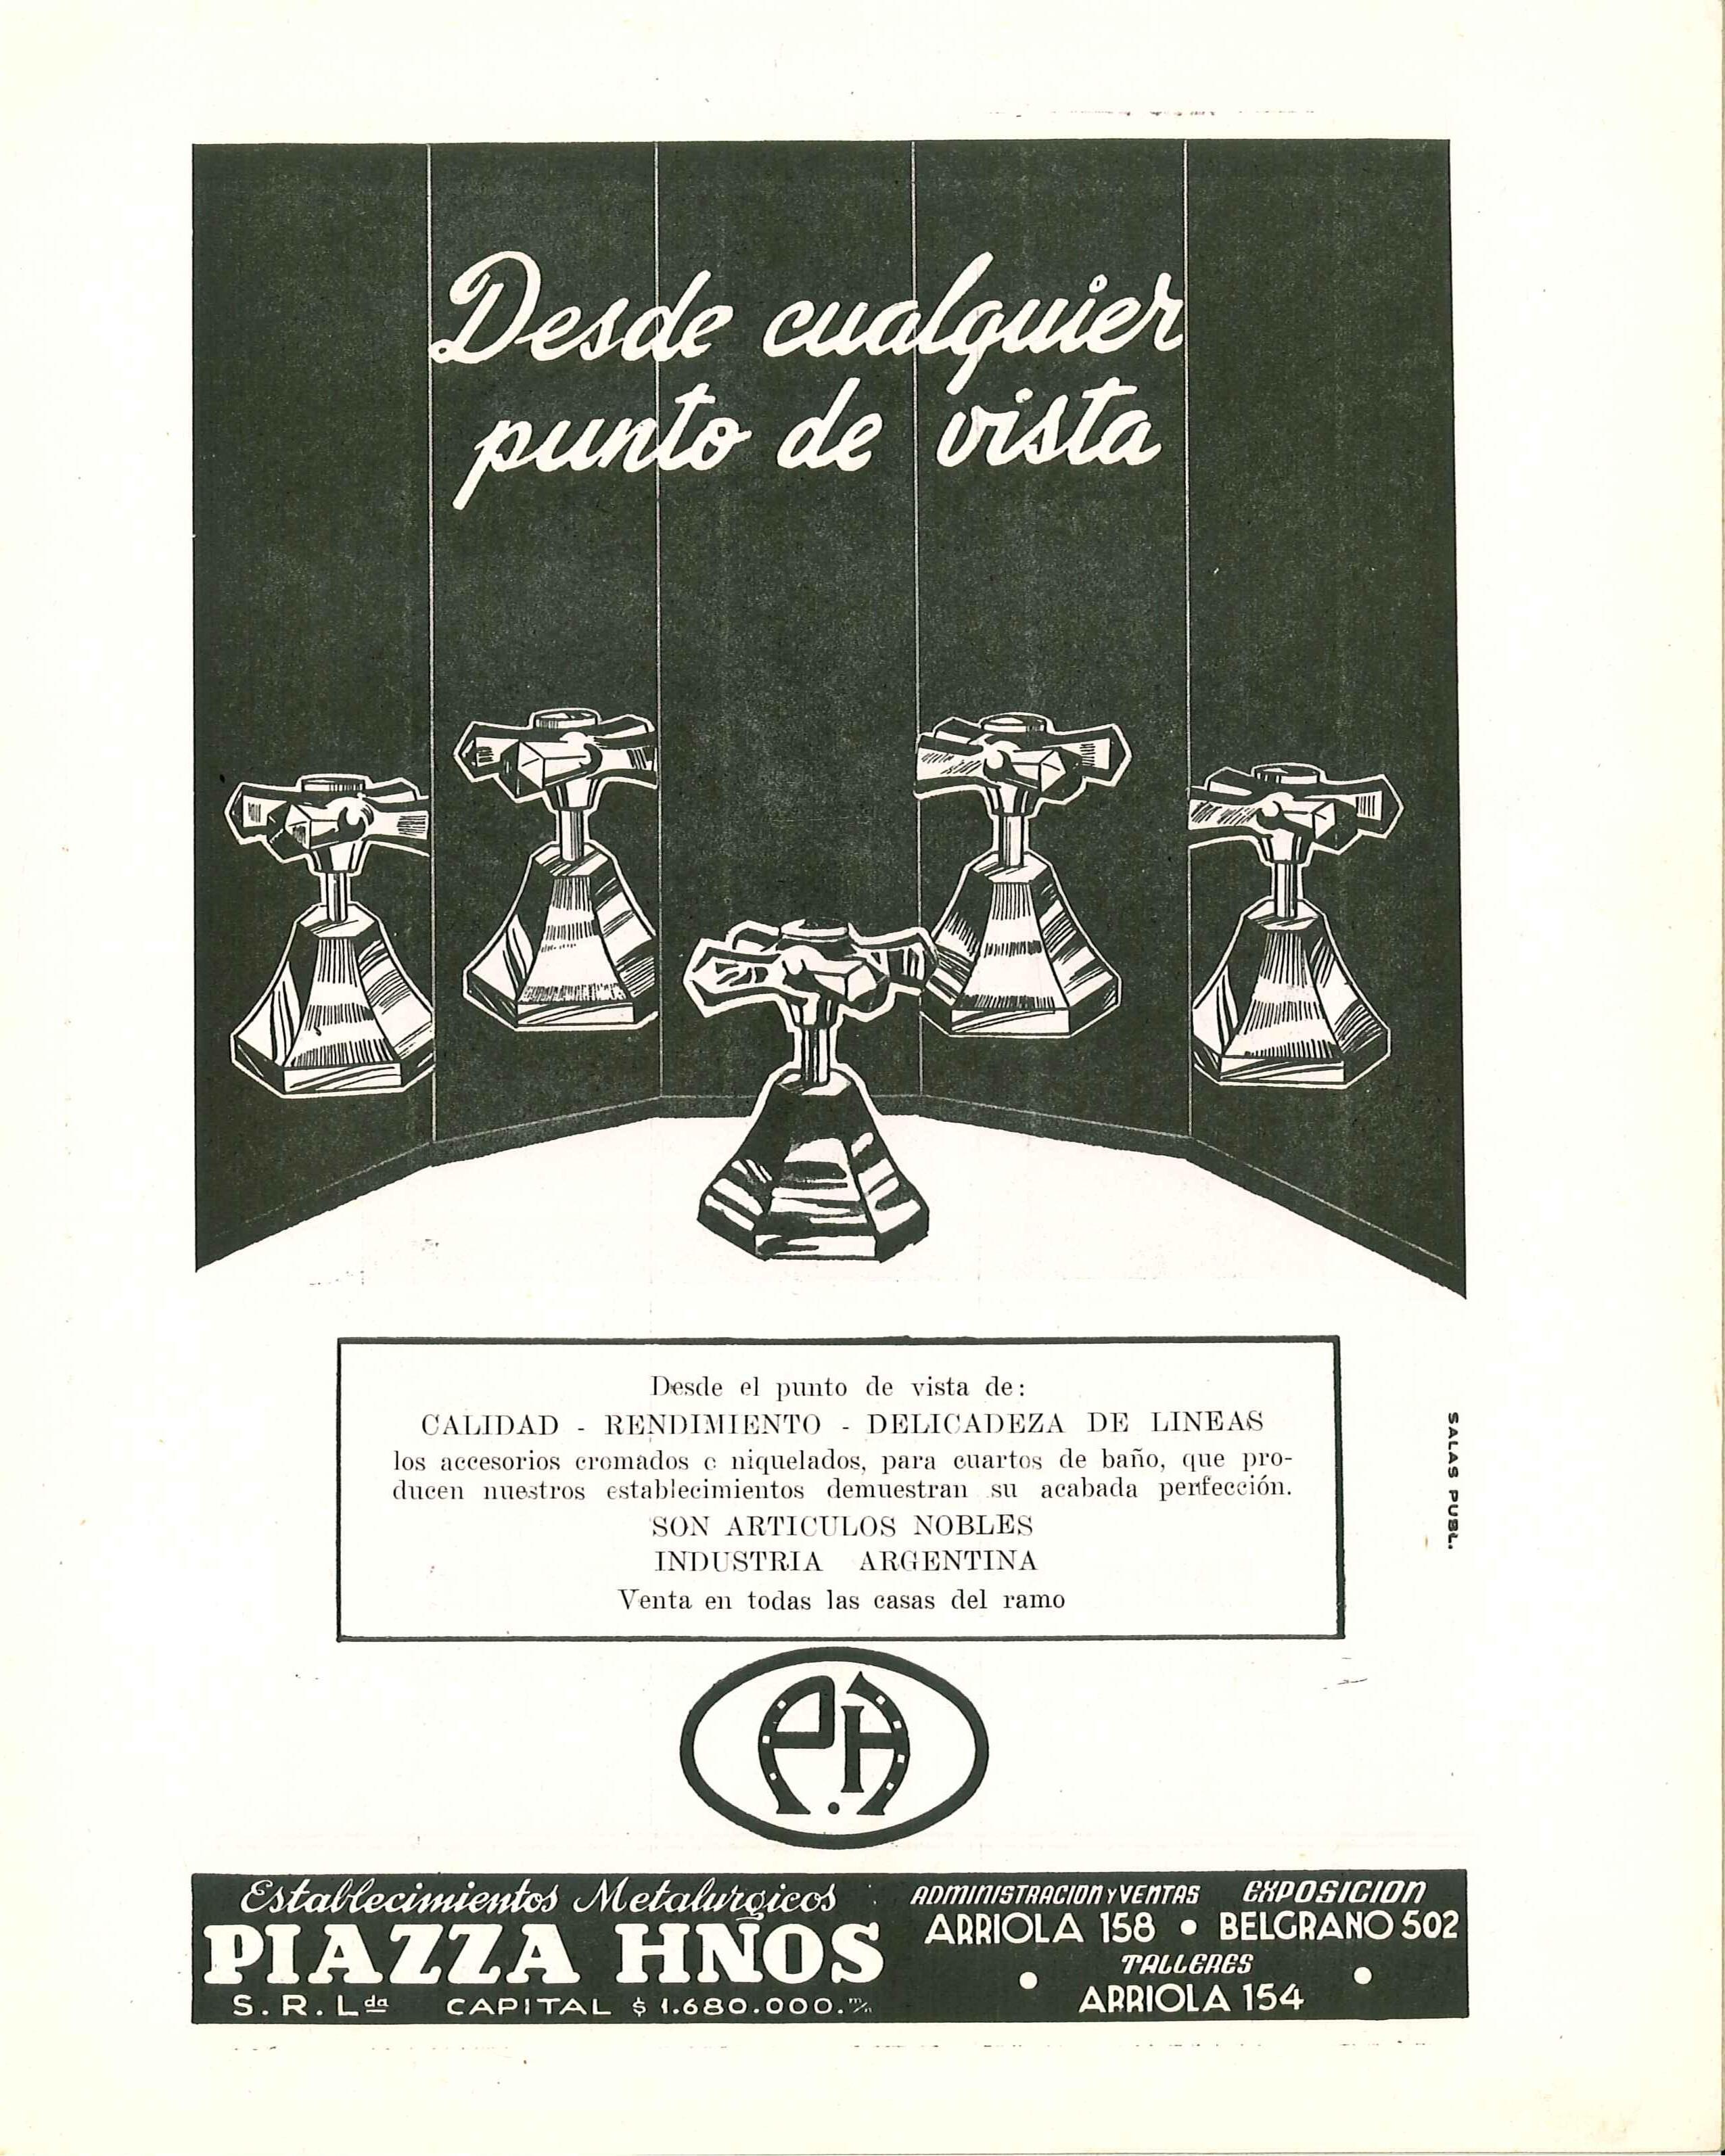 Desde cualquier
punto de vista
Desde el punto de vista de:
CALIDAD - RENDIMIENTO - DELICADEZA DE LINEAS
los accesorios cromados o niquelados, para cuartos de baño, que pro-
ducen nuestros establecimientos demuestran su acabada perfección.
SON ARTICULOS NOBLES
INDUSTRIA ARGENTINA
Venta en todas las casas del ramo
SALAS PUBL.
P.H
Establecimientos Metalurgicos
PIAZZA HNOS
S. R. Lda CAPITAL $ 1.680.000. m/n
ADMINISTRACION Y VENTAS EXPOSICION
ARRIOLA 158 • BELGRANO 502
TALLERES
ARRIOLA 154